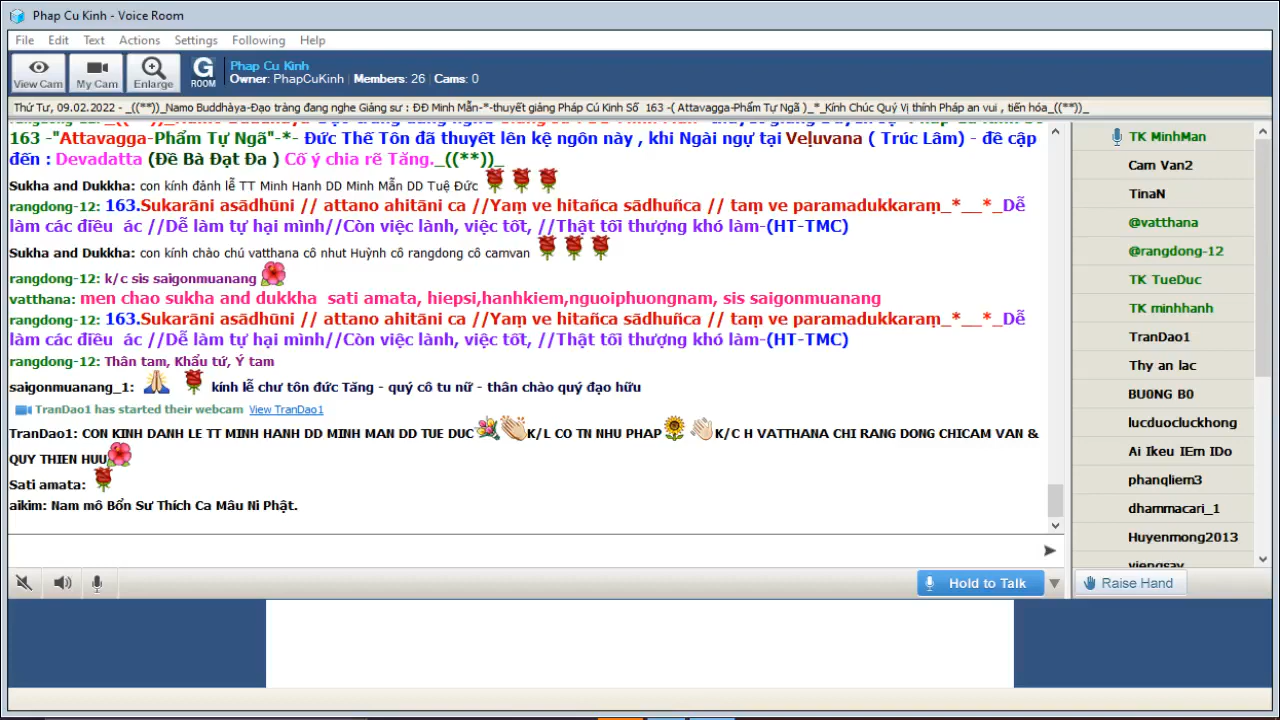 Phap Cu Kinh - Voice Room
File Edit Text Actions Settings Following Help
View Cam My Cam Enlarge G ROOM
Phap Cu Kinh
Owner: PhapCuKinh | Members: 26 | Cams: 0
Thứ Tư, 09.02.2022 - _((**))_Namo Buddhàya-Đạo tràng đang nghe Giảng sư : ĐĐ Minh Mẫn-*-thuyết giảng Pháp Cú Kinh Số 163 -( Attavagga-Phẩm Tự Ngã )_*_Kính Chúc Quý Vị thính Pháp an vui , tiến hóa_((**))_
163 -"Attavagga-Phẩm Tự Ngã"-*- Đức Thế Tôn đã thuyết lên kệ ngôn này , khi Ngài ngự tại Veḷuvana ( Trúc Lâm) - đề cập
đến : Devadatta (Đề Bà Đạt Đa ) Cố ý chia rẽ Tăng._((**))_
Sukha and Dukkha: con kính đảnh lễ TT Minh Hanh DD Minh Mẫn DD Tuệ Đức
rangdong-12: 163.Sukarāni asādhūni // attano ahitāni ca //Yaṃ ve hitañca sādhuñca // taṃ ve paramadukkaraṃ_*__*_Dễ
làm các điều ác //Dễ làm tự hại mình//Còn việc lành, việc tốt, //Thật tối thượng khó làm-(HT-TMC)
Sukha and Dukkha: con kính chào chú vatthana cô nhut Huỳnh cô rangdong cô camvan
rangdong-12: k/c sis saigonmuanang
vatthana: men chao sukha and dukkha sati amata, hiepsi,hanhkiem,nguoiphuongnam, sis saigonmuanang
rangdong-12: 163.Sukarāni asādhūni // attano ahitāni ca //Yaṃ ve hitañca sādhuñca // taṃ ve paramadukkaraṃ_*__*_Dễ
làm các điều ác //Dễ làm tự hại mình//Còn việc lành, việc tốt, //Thật tối thượng khó làm-(HT-TMC)
rangdong-12: Thân tam, Khẩu tứ, Ý tam
saigonmuanang_1: kính lễ chư tôn đức Tăng - quý cô tu nữ - thân chào quý đạo hữu
TranDao1 has started their webcam View TranDao1
TranDao1: CON KINH DANH LE TT MINH HANH DD MINH MAN DD TUE DUC K/L CO TN NHU PHAP K/C H VATTHANA CHI RANG DONG CHICAM VAN &
QUY THIEN HUU
Sati amata:
aikim: Nam mô Bổn Sư Thích Ca Mâu Ni Phật.
Hold to Talk
TK MinhMan
Cam Van2
TinaN
@vatthana
@rangdong-12
TK TueDuc
TK minhhanh
TranDao1
Thy an lac
BU0NG B0
lucduocluckhong
Ai lkeu IEm IDo
phanqliem3
dhammacari_1
Huyenmong2013
viengsay
Raise Hand